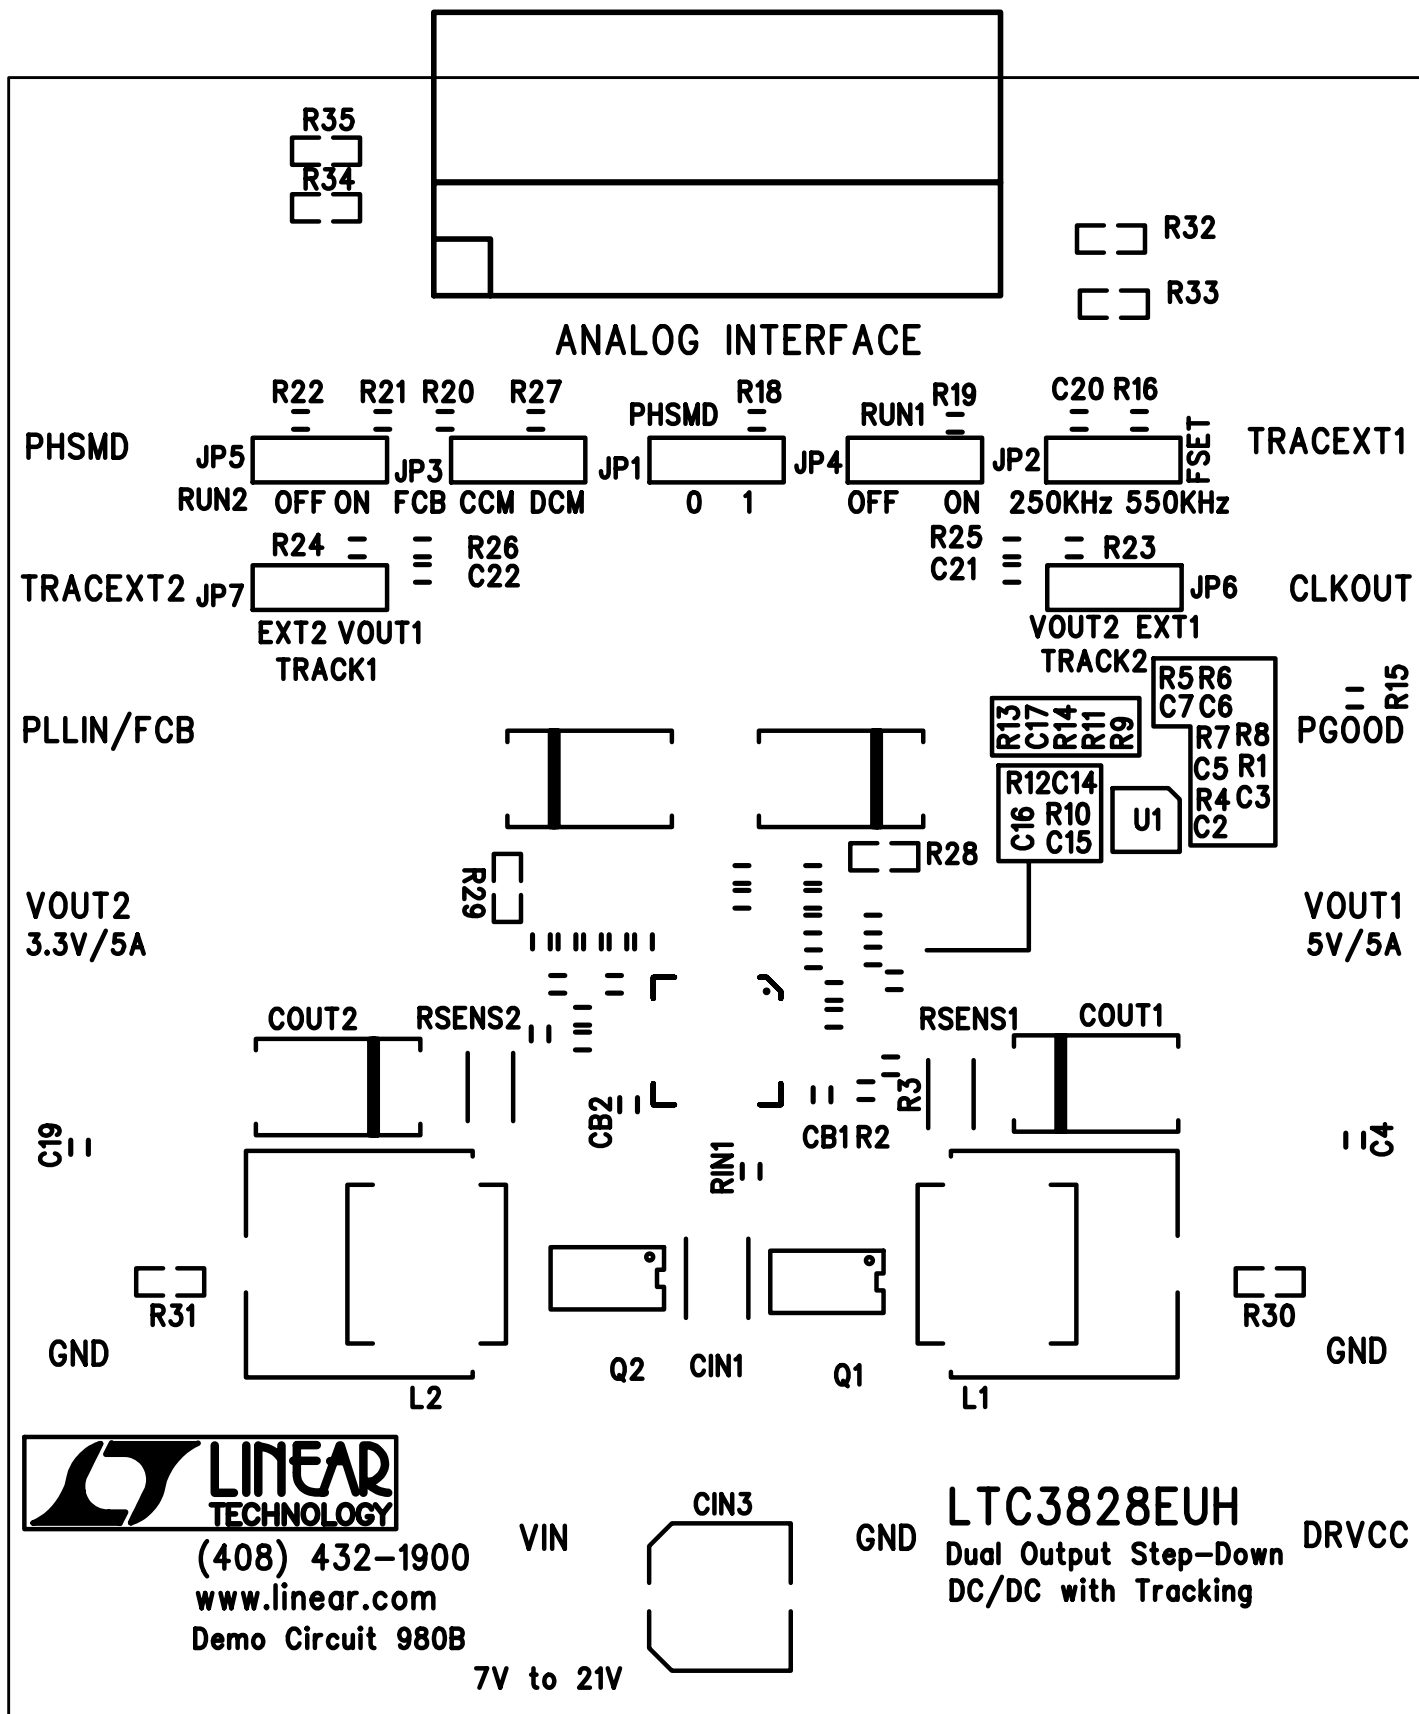 R35
R34
R32
R33
ANALOG INTERFACE
R22 R21 R20 R27 R18 R19 C20 R16
PHSMD RUN1
PHSMD TRACEXT1
JP5 JP3 JP1 JP4 JP2 FSET
RUN2 OFF ON FCB CCM DCM 0 1 OFF ON 250KHz 550KHz
R24 R26 R25 R23
C22 C21
TRACEXT2 JP7 JP6 CLKOUT
EXT2 VOUT1 VOUT2 EXT1
TRACK1 TRACK2
R5 R6 R15
C7 C6
PLLIN/FCB R13 C17 R14 R11 R9 PGOOD
R7 R8
C5 R1
R12 C14
R4 C3
C16 R10 U1
C2
C15
R28
R29
VOUT2 VOUT1
3.3V/5A 5V/5A
COUT2 RSENS2 RSENS1 COUT1
R3
CB2
CB1 R2
C19 C4
RIN1
R31 R30
GND GND
Q2 CIN1 Q1
L2 L1
LINEAR
TECHNOLOGY
CIN3
LTC3828EUH
VIN GND DRVCC
(408) 432-1900
Dual Output Step-Down
www.linear.com
DC/DC with Tracking
Demo Circuit 980B
7V to 21V